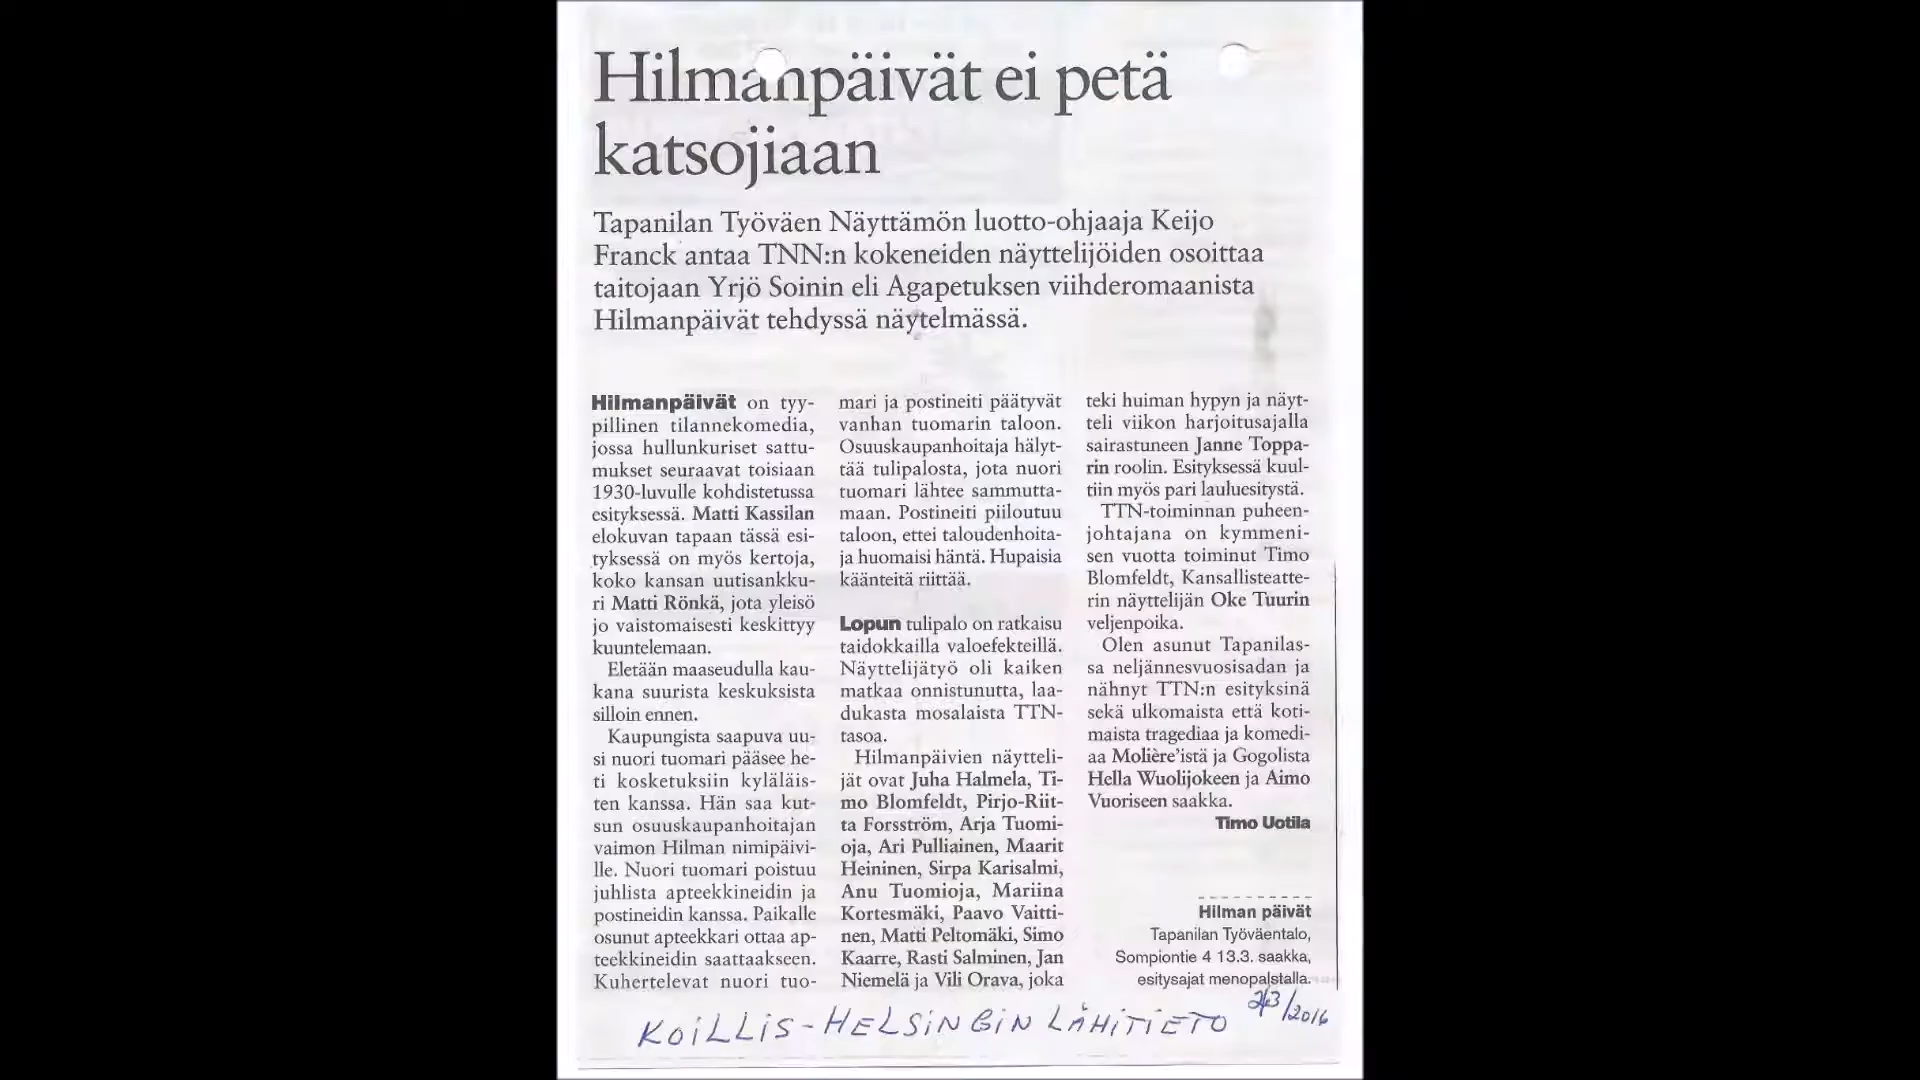 Hilmanpäivät ei petä
katsojiaan
Tapanilan Työväen Näyttämön luotto-ohjaaja Keijo
Franck antaa TNN:n kokeneiden näyttelijöiden osoittaa
taitojaan Yrjö Soinin eli Agapetuksen viihderomaanista
Hilmanpäivät tehdyssä näytelmässä.
Hilmanpäivät on tyy-
pillinen tilannekomedia,
jossa hullunkuriset sattu-
mukset seuraavat toisiaan
1930-luvulle kohdistetussa
esityksessä. Matti Kassilan
elokuvan tapaan tässä esi-
tyksessä on myös kertoja,
koko kansan uutisankku-
ri Matti Rönkä, jota yleisö
jo vaistomaisesti keskittyy
kuuntelemaan.
Eletään maaseudulla kau-
kana suurista keskuksista
silloin ennen.
Kaupungista saapuva uu-
si nuori tuomari pääsee he-
ti kosketuksiin kyläläis-
ten kanssa. Hän saa kut-
sun osuuskaupanhoitajan
vaimon Hilman nimipäivi-
lle. Nuori tuomari poistuu
juhlista apteekkineidin ja
postineidin kanssa. Paikalle
osunut apteekkari ottaa ap-
teekkineidin saattaakseen.
Kuhertelevat nuori tuo-
mari ja postineiti päätyvät
vanhan tuomarin taloon.
Osuuskaupanhoitaja hälyt-
tää tulipalosta, jota nuori
tuomari lähtee sammutta-
maan. Postineiti piiloutuu
taloon, ettei taloudenhoita-
ja huomaisi häntä. Hupaisia
käänteitä riittää.
Lopun tulipalo on ratkaisu
taidokkailla valoefekteillä.
Näyttelijätyö oli kaiken
matkaa onnistunutta, laa-
dukasta mosalaista TTN-
tasoa.
Hilmanpäivien näytteli-
jät ovat Juha Halmela, Ti-
mo Blomfeldt, Pirjo-Riit-
ta Forsström, Arja Tuomi-
oja, Ari Pulliainen, Maarit
Heininen, Sirpa Karisalmi,
Anu Tuomioja, Mariina
Kortesmäki, Paavo Vaitti-
nen, Matti Peltomäki, Simo
Kaarre, Rasti Salminen, Jan
Niemelä ja Vili Orava, joka
teki huiman hypyn ja näyt-
teli viikon harjoitusajalla
sairastuneen Janne Toppa-
rin roolin. Esityksessä kuul-
tiin myös pari lauluesitystä.
TTN-toiminnan puheen-
johtajana on kymmeni-
sen vuotta toiminut Timo
Blomfeldt, Kansallisteatte-
rin näyttelijän Oke Tuurin
veljenpoika.
Olen asunut Tapanilas-
sa neljännesvuosisadan ja
nähnyt TTN:n esityksinä
sekä ulkomaista että koti-
maista tragediaa ja komedi-
aa Molière'istä ja Gogolista
Hella Wuolijokeen ja Aimo
Vuoriseen saakka.
Timo Uotila
Hilman päivät
Tapanilan Työväentalo,
Sompiontie 4 13.3. saakka,
esitysajat menopalstalla.
KOILLIS-HELSINGIN LÄHITIETO /2016